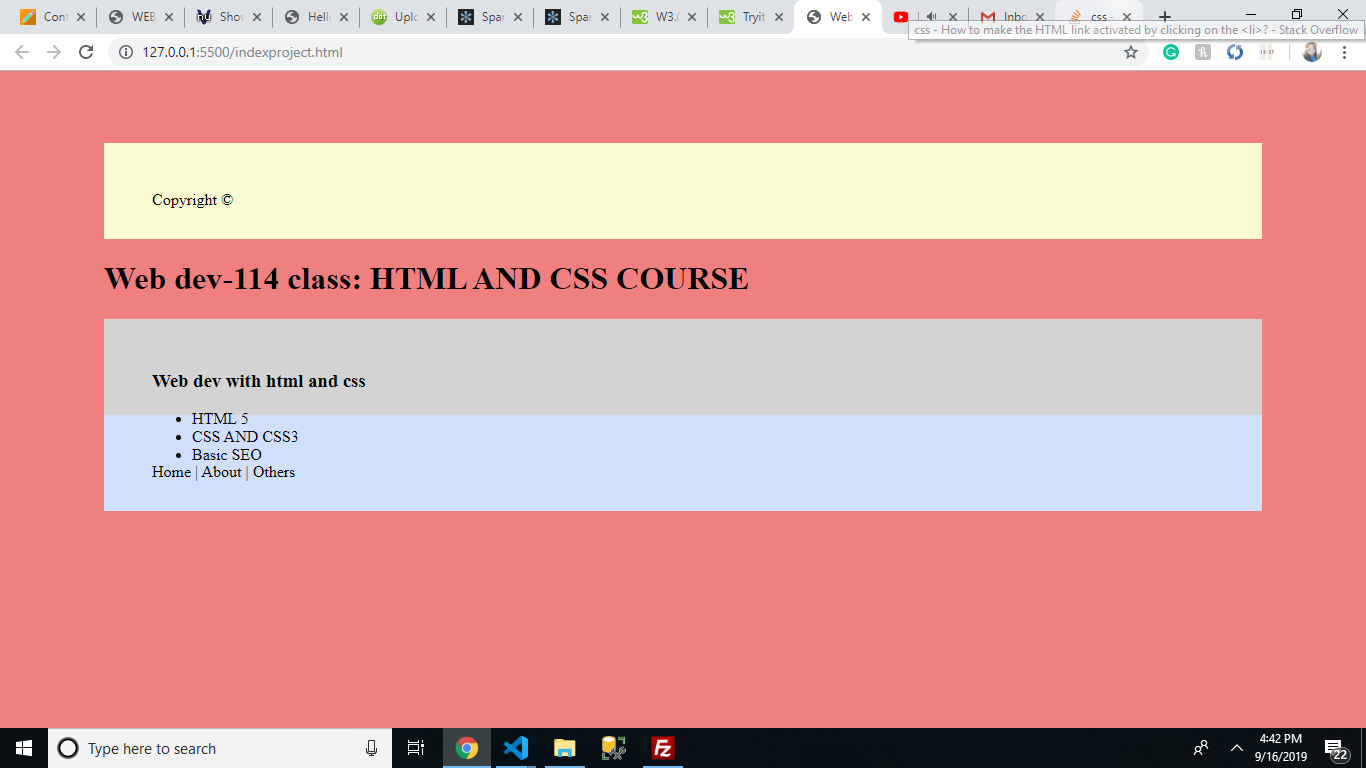 Cont
WEB
Shov
Hello
Uplo
Spar
Spar
W3.
Tryit
Web
Inbo
css -
css - How to make the HTML link activated by clicking on the <li>? - Stack Overflow
127.0.0.1:5500/indexproject.html
Copyright ©
Web dev-114 class: HTML AND CSS COURSE
Web dev with html and css
• HTML 5
• CSS AND CSS3
• Basic SEO
Home | About | Others
Type here to search
4:42 PM
9/16/2019
22